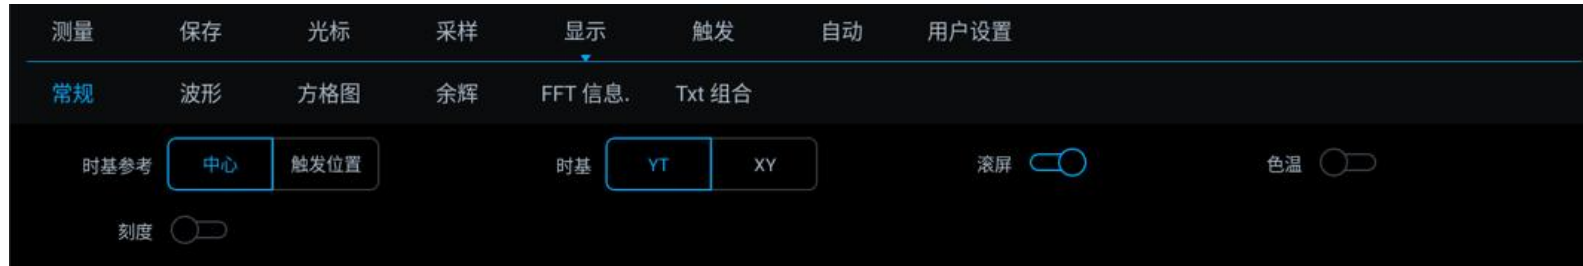 测量 保存 光标 采样 显示 触发 自动 用户设置
常规 波形 方格图 余辉 FFT 信息. Txt 组合
时基参考 中心 触发位置 时基 YT XY 滚屏 色温
刻度